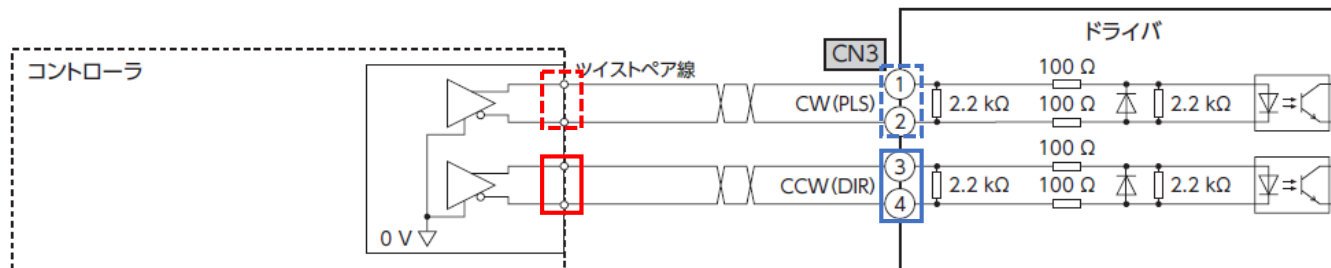 ドライバ
コントローラ
ツイストペア線
CN3
100 Ω
1
CW(PLS)
2.2 kΩ
100 Ω
2.2 kΩ
2
100 Ω
3
CCW(DIR)
2.2 kΩ
100 Ω
2.2 kΩ
4
0 V